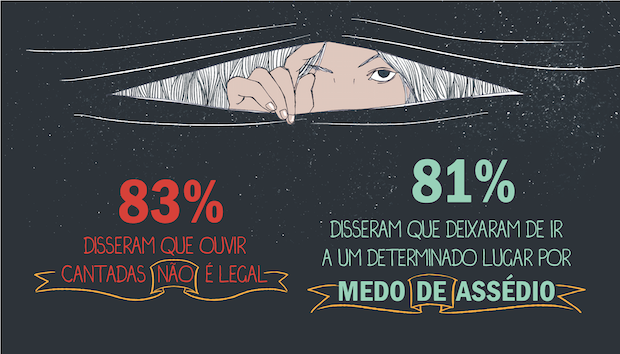 83%
DISSERAM QUE OUVIR
CANTADAS NÃO É LEGAL
81%
DISSERAM QUE DEIXARAM DE IR
A UM DETERMINADO LUGAR POR
MEDO DE ASSÉDIO